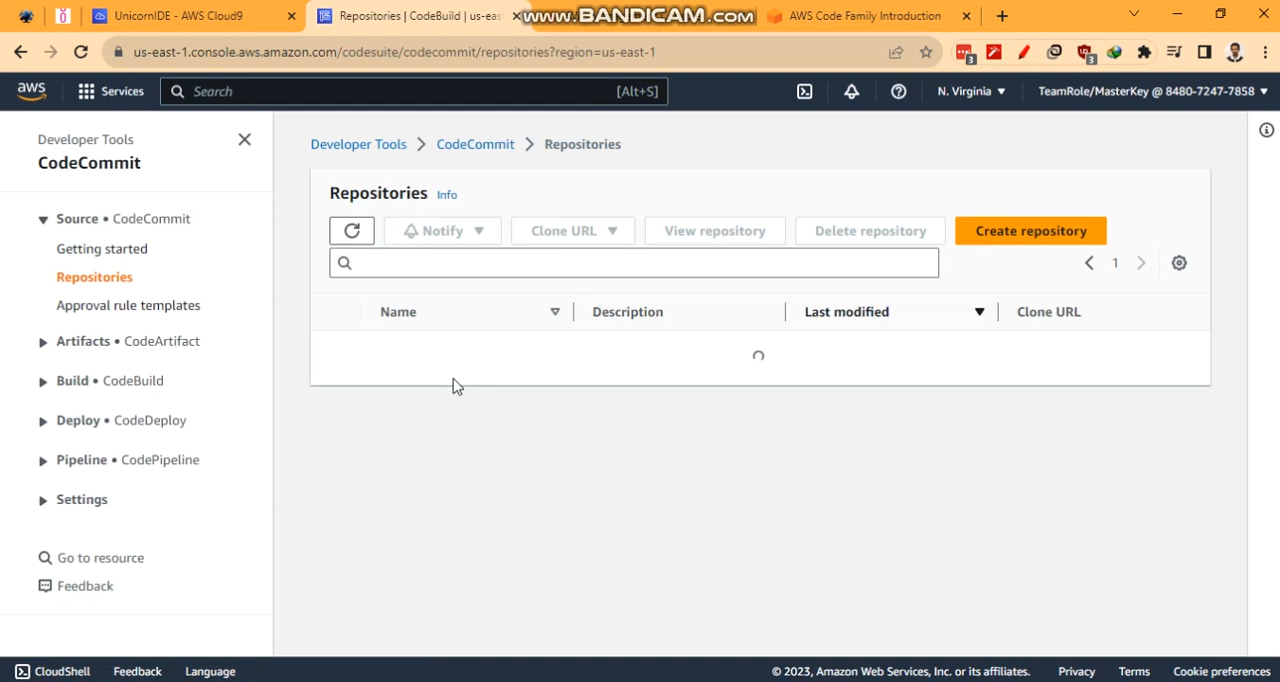 UnicornIDE - AWS Cloud9
Repositories | CodeBuild | us-eas
www.BANDICAM.com
AWS Code Family Introduction
us-east-1.console.aws.amazon.com/codesuite/codecommit/repositories?region=us-east-1
3
3
aws
Services
Search
[Alt+S]
N. Virginia
TeamRole/MasterKey @ 8480-7247-7858
Developer Tools
CodeCommit
Source • CodeCommit
Getting started
Repositories
Approval rule templates
Artifacts • CodeArtifact
Build • CodeBuild
Deploy • CodeDeploy
Pipeline • CodePipeline
Settings
Go to resource
Feedback
Developer Tools
CodeCommit
Repositories
Repositories Info
Notify
Clone URL
View repository
Delete repository
Create repository
1
Name
Description
Last modified
Clone URL
CloudShell
Feedback
Language
© 2023, Amazon Web Services, Inc. or its affiliates.
Privacy
Terms
Cookie preferences